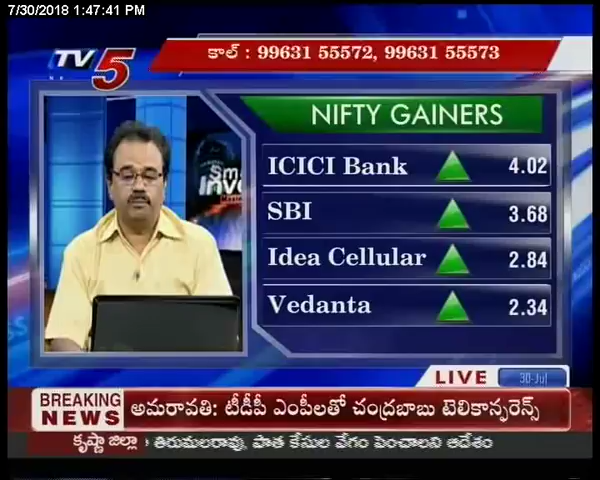 7/30/2018 1:47:41 PM
కాల్ : 99631 55572, 99631 55573
TV5
NIFTY GAINERS
ICICI Bank 4.02
SBI 3.68
Idea Cellular 2.84
Vedanta 2.34
LIVE 30-Jul
BREAKING NEWS
అమరావతి: టీడీపీ ఎంపీలతో చంద్రబాబు టెలికాన్ఫరెన్స్
కృష్ణా జిల్లా తిరుమలరావు, పాత కేసుల వేగం పెంచాలని ఆదేశం